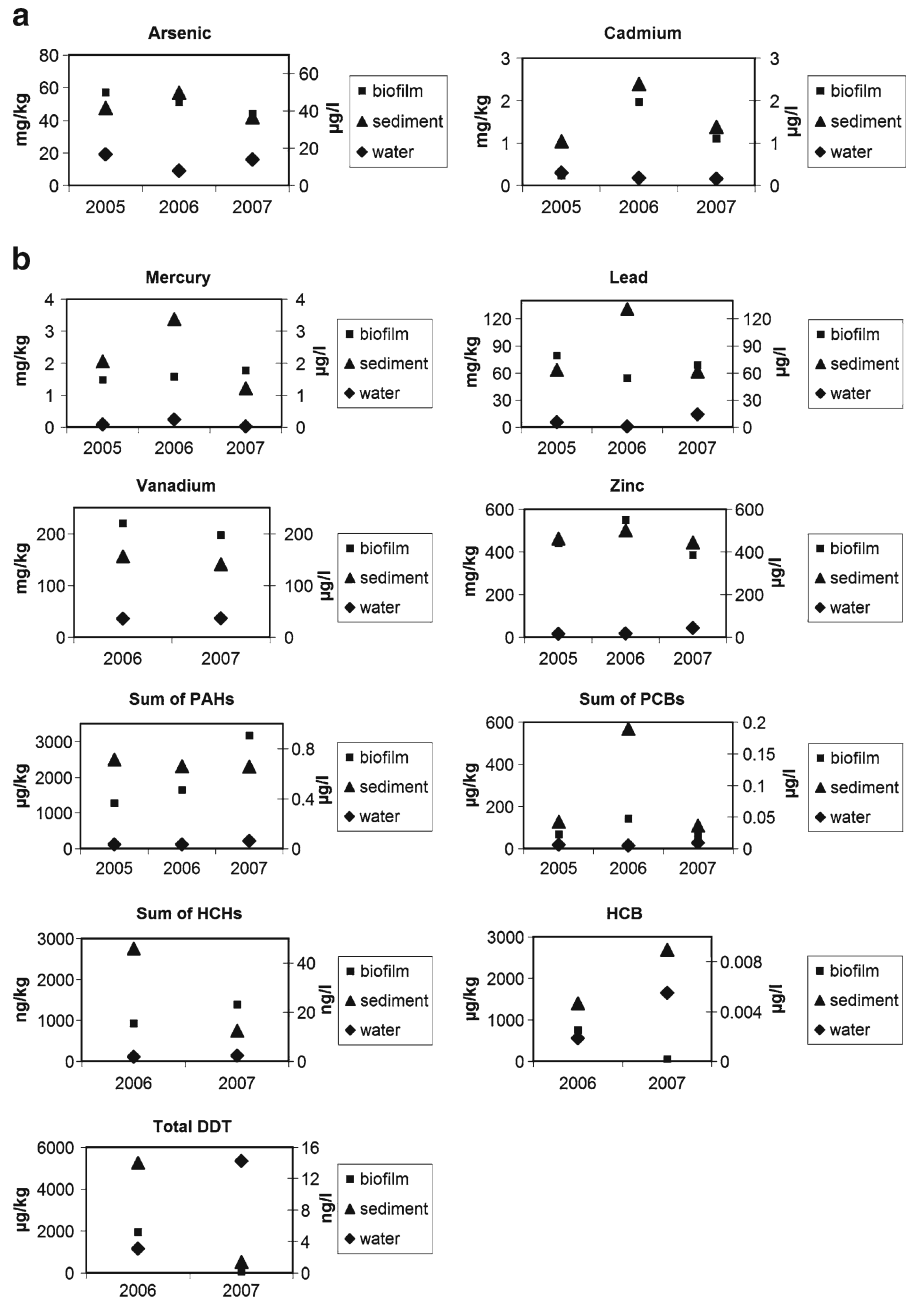 a
Arsenic
80
60
40
20
0
mg/kg
60
40
20
0
µg/l
2005 2006 2007
biofilm
sediment
water
Cadmium
3
2
1
0
mg/kg
3
2
1
0
µg/l
2005 2006 2007
biofilm
sediment
water
b
Mercury
4
3
2
1
0
mg/kg
4
3
2
1
0
µg/l
2005 2006 2007
biofilm
sediment
water
Lead
120
90
60
30
0
mg/kg
120
90
60
30
0
µg/l
2005 2006 2007
biofilm
sediment
water
Vanadium
200
100
0
mg/kg
200
100
0
µg/l
2006 2007
biofilm
sediment
water
Zinc
600
400
200
0
mg/kg
600
400
200
0
µg/l
2005 2006 2007
biofilm
sediment
water
Sum of PAHs
3000
2000
1000
0
µg/kg
0.8
0.4
0
µg/l
2005 2006 2007
biofilm
sediment
water
Sum of PCBs
600
400
200
0
µg/kg
0.2
0.15
0.1
0.05
0
µg/l
2005 2006 2007
biofilm
sediment
water
Sum of HCHs
3000
2000
1000
0
ng/kg
40
20
0
ng/l
2006 2007
biofilm
sediment
water
HCB
3000
2000
1000
0
µg/kg
0.008
0.004
0
µg/l
2006 2007
biofilm
sediment
water
Total DDT
6000
4000
2000
0
µg/kg
16
12
8
4
0
ng/l
2006 2007
biofilm
sediment
water